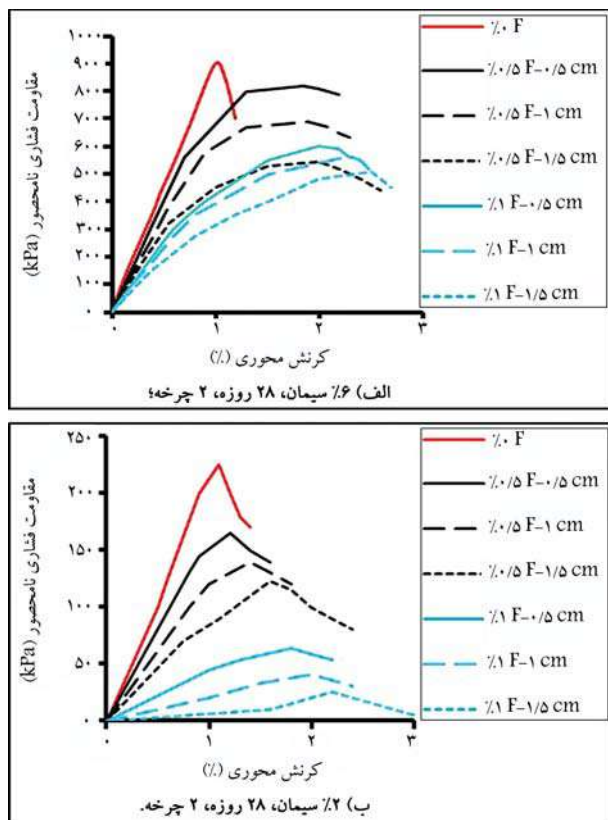 ۱۰۰۰
۹۰۰
۸۰۰
۷۰۰
۶۰۰
۵۰۰
۴۰۰
۳۰۰
۲۰۰
۱۰۰
۰
مقاومت فشاری نامحصور (kPa)
۰ ۱ ۲ ۳
کرنش محوری (%)
٪۰ F
٪۰/۵ F-۰/۵ cm
٪۰/۵ F-۱ cm
٪۰/۵ F-۱/۵ cm
٪۱ F-۰/۵ cm
٪۱ F-۱ cm
٪۱ F-۱/۵ cm
الف) ۶٪ سیمان، ۲۸ روزه، ۲ چرخه؛
۲۵۰
۲۰۰
۱۵۰
۱۰۰
۵۰
۰
مقاومت فشاری نامحصور (kPa)
۰ ۱ ۲ ۳
کرنش محوری (%)
٪۰ F
٪۰/۵ F-۰/۵ cm
٪۰/۵ F-۱ cm
٪۰/۵ F-۱/۵ cm
٪۱ F-۰/۵ cm
٪۱ F-۱ cm
٪۱ F-۱/۵ cm
ب) ۲٪ سیمان، ۲۸ روزه، ۲ چرخه.